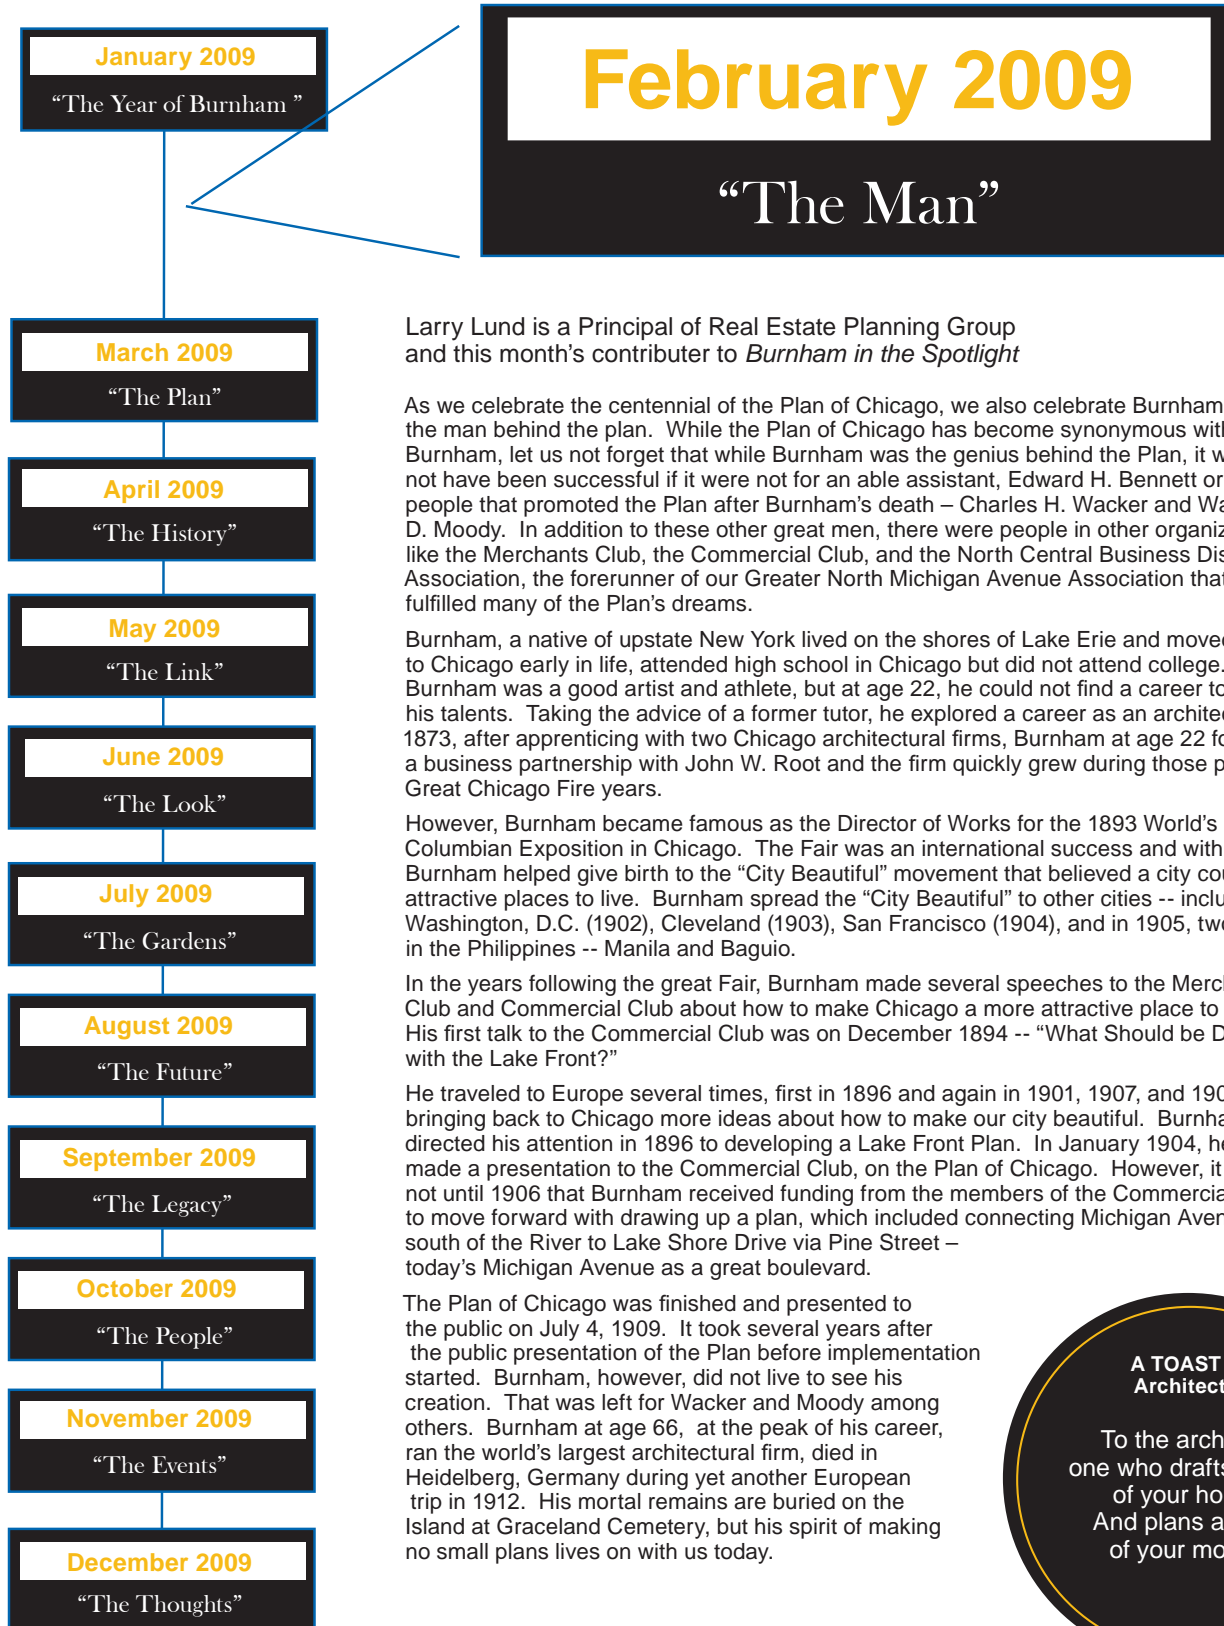 January 2009
“The Year of Burnham ”
February 2009
“The Man”
March 2009
“The Plan”
April 2009
“The History”
May 2009
“The Link”
June 2009
“The Look”
July 2009
“The Gardens”
August 2009
“The Future”
September 2009
“The Legacy”
October 2009
“The People”
November 2009
“The Events”
December 2009
“The Thoughts”
Larry Lund is a Principal of Real Estate Planning Group
and this month’s contributer to Burnham in the Spotlight
As we celebrate the centennial of the Plan of Chicago, we also celebrate Burnham
the man behind the plan.  While the Plan of Chicago has become synonymous with
Burnham, let us not forget that while Burnham was the genius behind the Plan, it
not have been successful if it were not for an able assistant, Edward H. Bennett or
people that promoted the Plan after Burnham’s death – Charles H. Wacker and
D. Moody.  In addition to these other great men, there were people in other
like the Merchants Club, the Commercial Club, and the North Central Business
Association, the forerunner of our Greater North Michigan Avenue Association that
fulfilled many of the Plan’s dreams.
Burnham, a native of upstate New York lived on the shores of Lake Erie and moved
to Chicago early in life, attended high school in Chicago but did not attend college.
Burnham was a good artist and athlete, but at age 22, he could not find a career to
his talents.  Taking the advice of a former tutor, he explored a career as an
1873, after apprenticing with two Chicago architectural firms, Burnham at age 22
a business partnership with John W. Root and the firm quickly grew during those
Great Chicago Fire years.
However, Burnham became famous as the Director of Works for the 1893 World’s
Columbian Exposition in Chicago.  The Fair was an international success and with
Burnham helped give birth to the “City Beautiful” movement that believed a city
attractive places to live.  Burnham spread the “City Beautiful” to other cities --
Washington, D.C. (1902), Cleveland (1903), San Francisco (1904), and in 1905, two
in the Philippines -- Manila and Baguio.
In the years following the great Fair, Burnham made several speeches to the
Club and Commercial Club about how to make Chicago a more attractive place to
His first talk to the Commercial Club was on December 1894 -- “What Should be
with the Lake Front?”
He traveled to Europe several times, first in 1896 and again in 1901, 1907, and
bringing back to Chicago more ideas about how to make our city beautiful.
directed his attention in 1896 to developing a Lake Front Plan.  In January 1904, he
made a presentation to the Commercial Club, on the Plan of Chicago.  However, it
not until 1906 that Burnham received funding from the members of the
to move forward with drawing up a plan, which included connecting Michigan
south of the River to Lake Shore Drive via Pine Street –
today’s Michigan Avenue as a great boulevard.
The Plan of Chicago was finished and presented to
the public on July 4, 1909.  It took several years after
the public presentation of the Plan before implementation
started.  Burnham, however, did not live to see his
creation.  That was left for Wacker and Moody among
others.  Burnham at age 66,  at the peak of his career,
ran the world’s largest architectural firm, died in
Heidelberg, Germany during yet another European
trip in 1912.  His mortal remains are buried on the
Island at Graceland Cemetery, but his spirit of making
no small plans lives on with us today.
A TOAST
Architect
To the
one who drafts
of your
And plans
of your